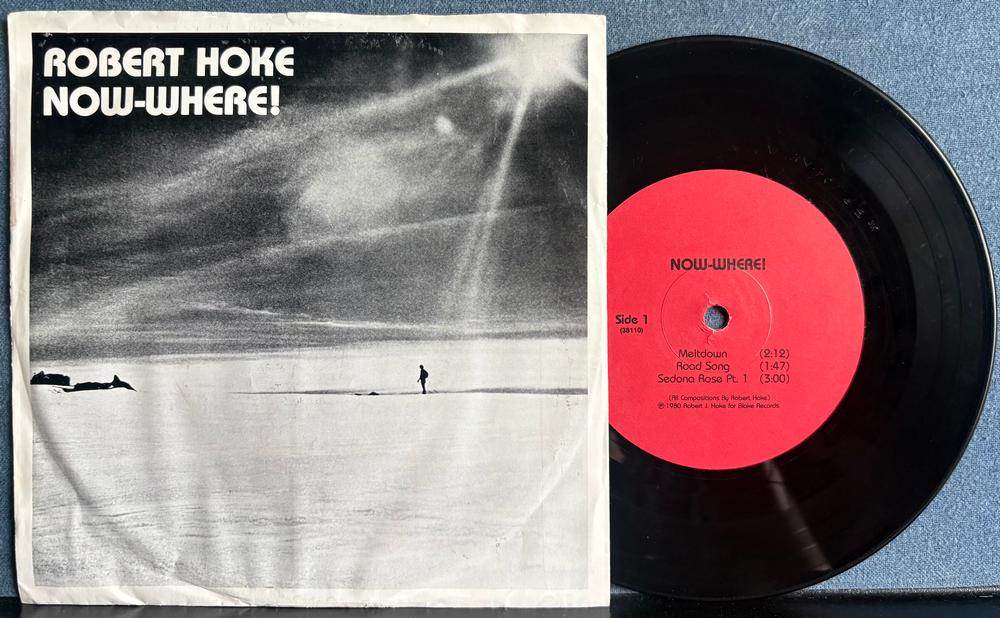 ROBERT HOKE
NOW-WHERE!
NOW-WHERE!
Side 1
(38110)
Meltdown (2:12)
Road Song (1:47)
Sedona Rose Pt. 1 (3:00)
(All Compositions By Robert Hoke)
℗ 1980 Robert J. Hoke for Bloke Records